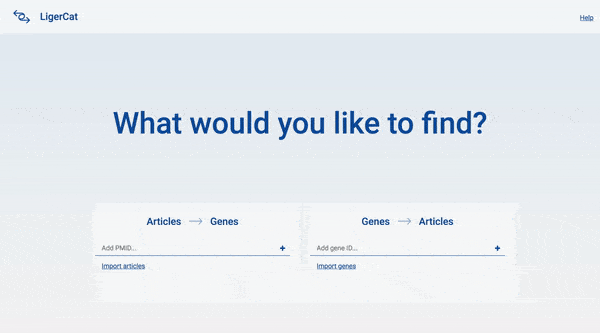 LigerCat
Help
What would you like to find?
Articles → Genes
Add PMID... +
Import articles
Genes → Articles
Add gene ID... +
Import genes